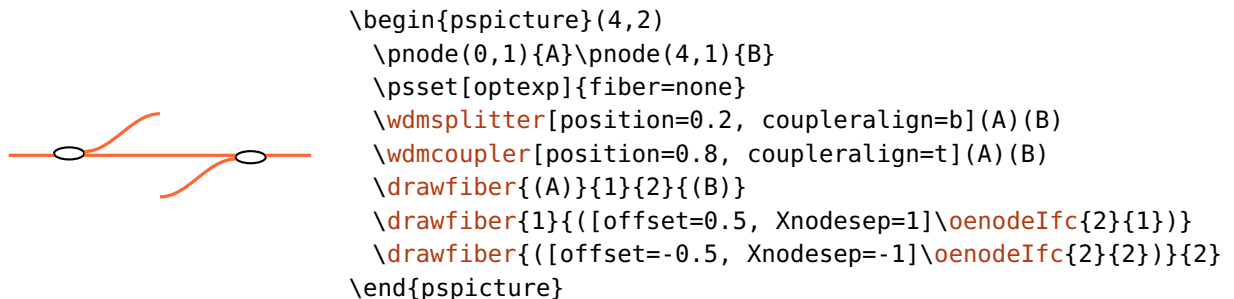 \begin{pspicture}(4,2)
\pnode(0,1){A}\pnode(4,1){B}
\psset[optexp]{fiber=none}
\wdmsplitter[position=0.2, coupleralign=b](A)(B)
\wdmcoupler[position=0.8, coupleralign=t](A)(B)
\drawfiber{(A)}{1}{2}{(B)}
\drawfiber{1}{([offset=0.5, Xnodesep=1]\oenodeIfc{2}{1})}
\drawfiber{([offset=-0.5, Xnodesep=-1]\oenodeIfc{2}{2})}{2}
\end{pspicture}